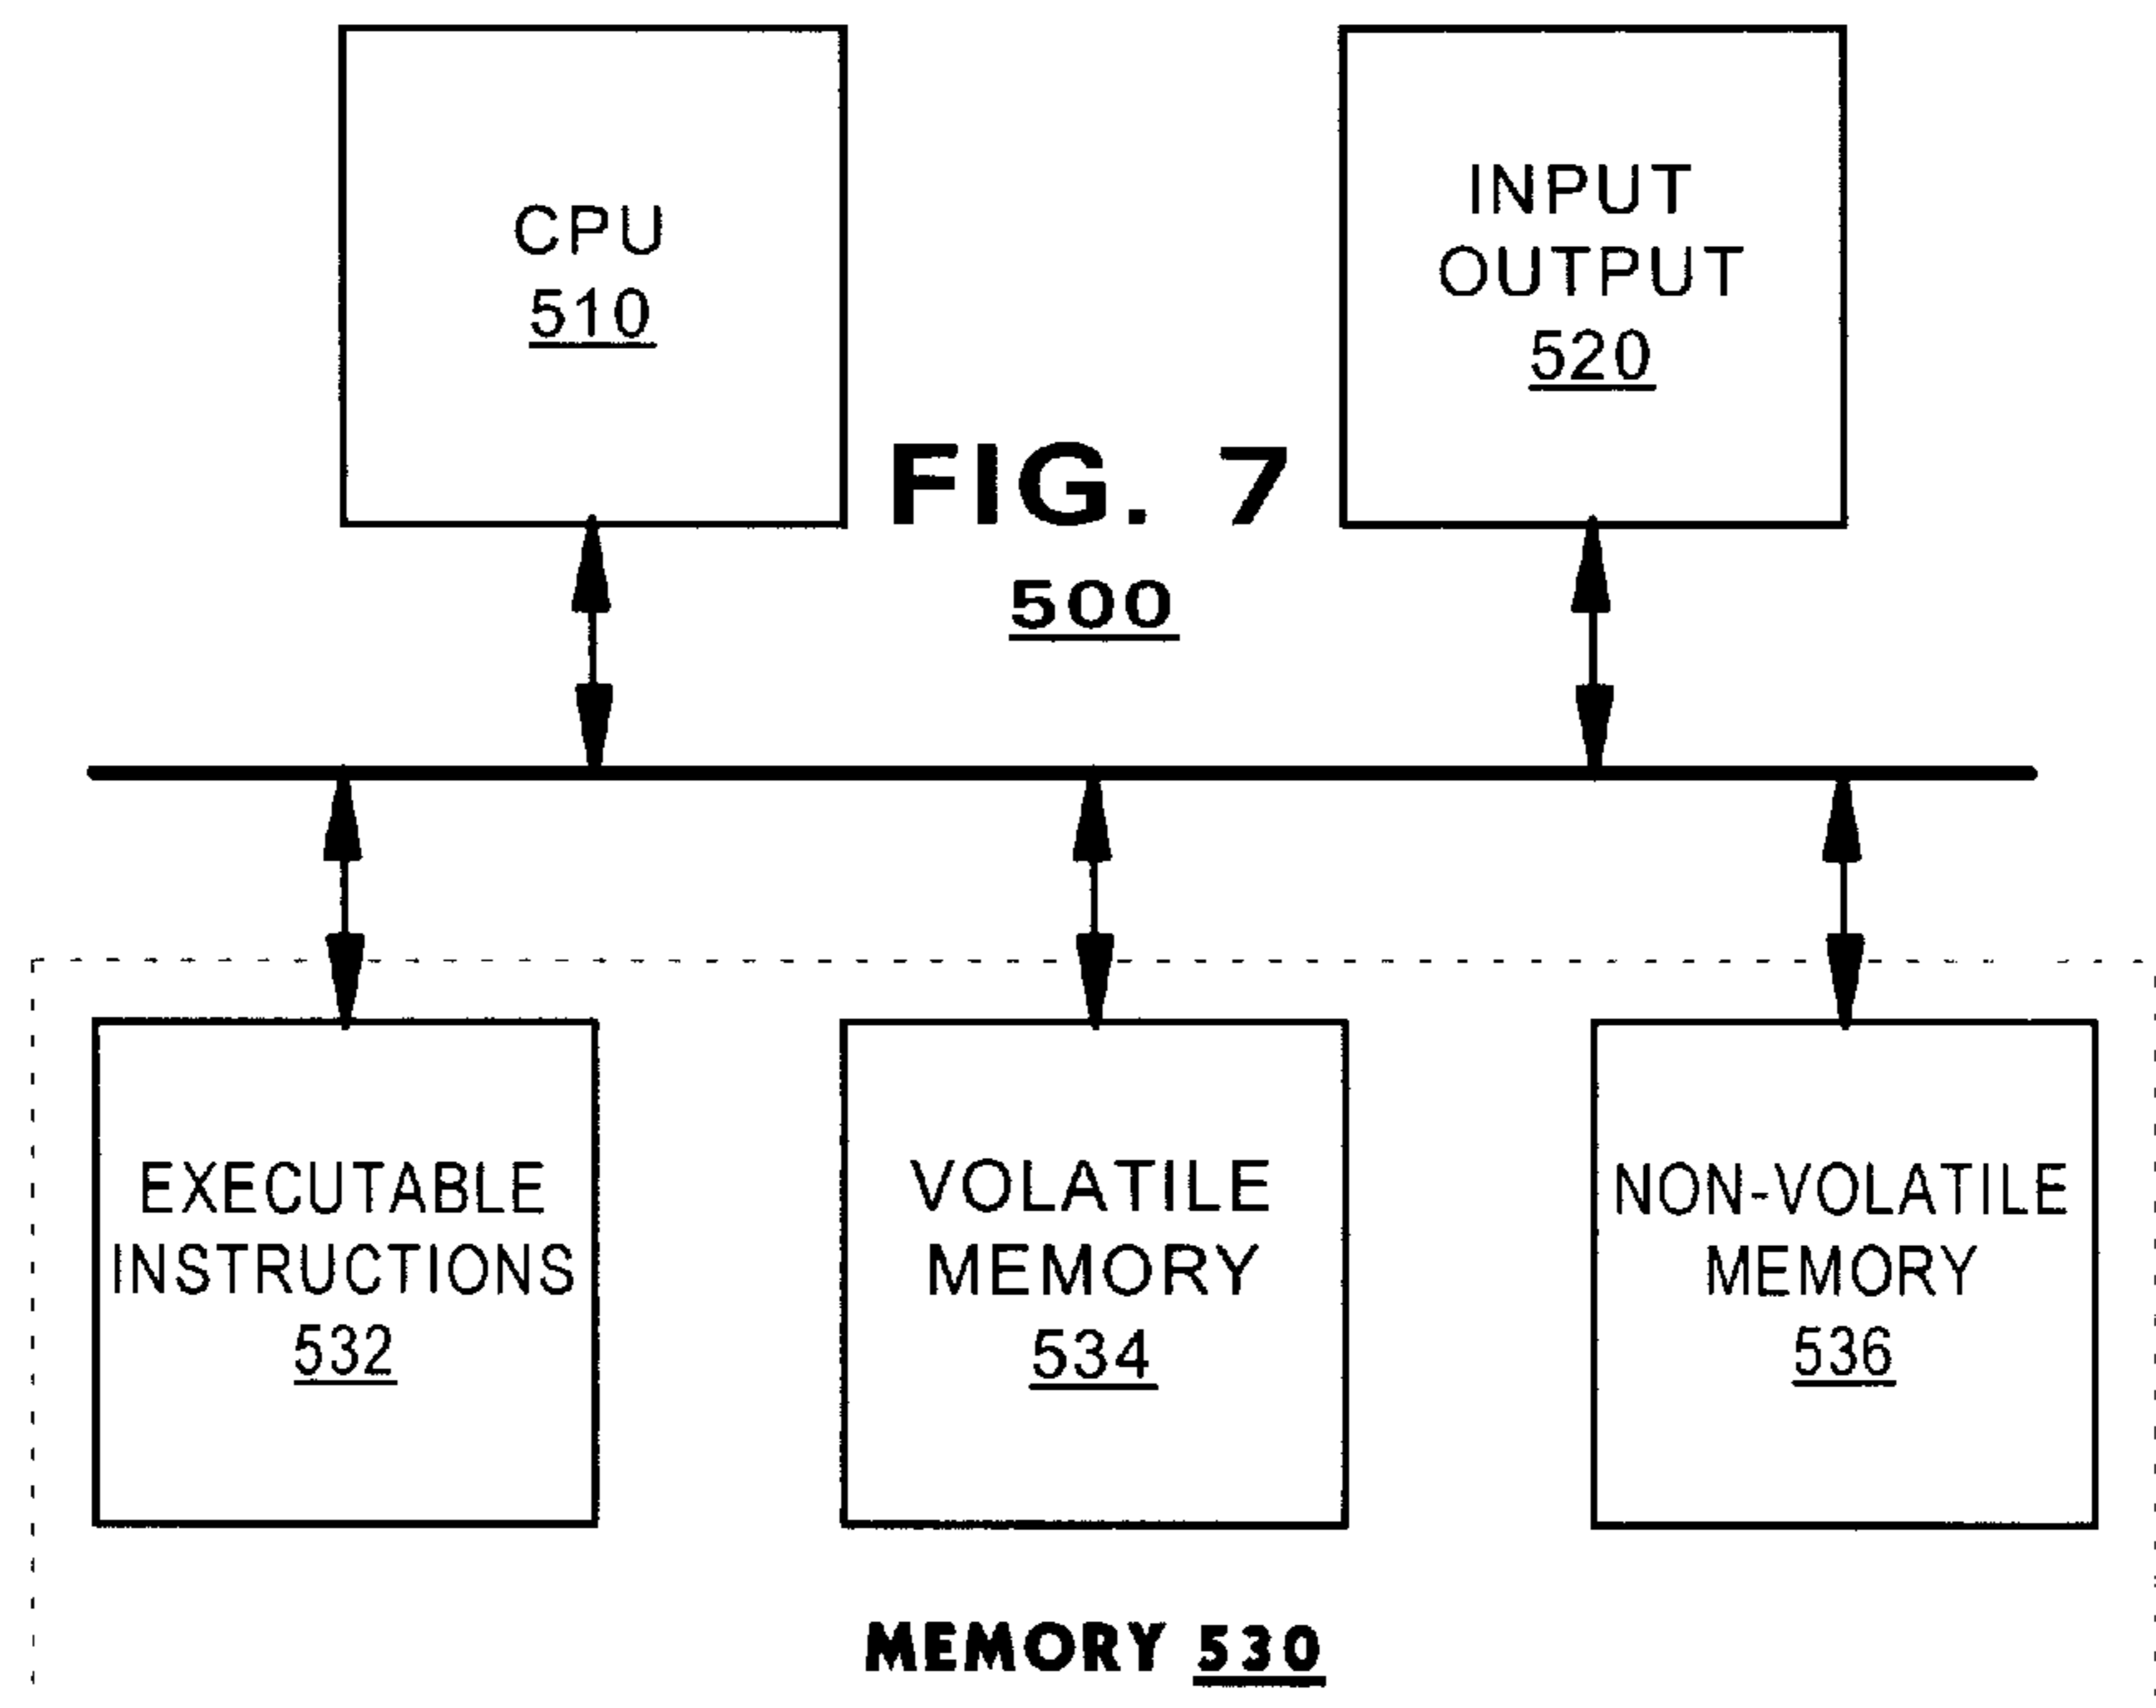 CPU
510
INPUT
OUTPUT
520
FIG. 7
500
EXECUTABLE
INSTRUCTIONS
532
VOLATILE
MEMORY
534
NON-VOLATILE
MEMORY
536
MEMORY 530